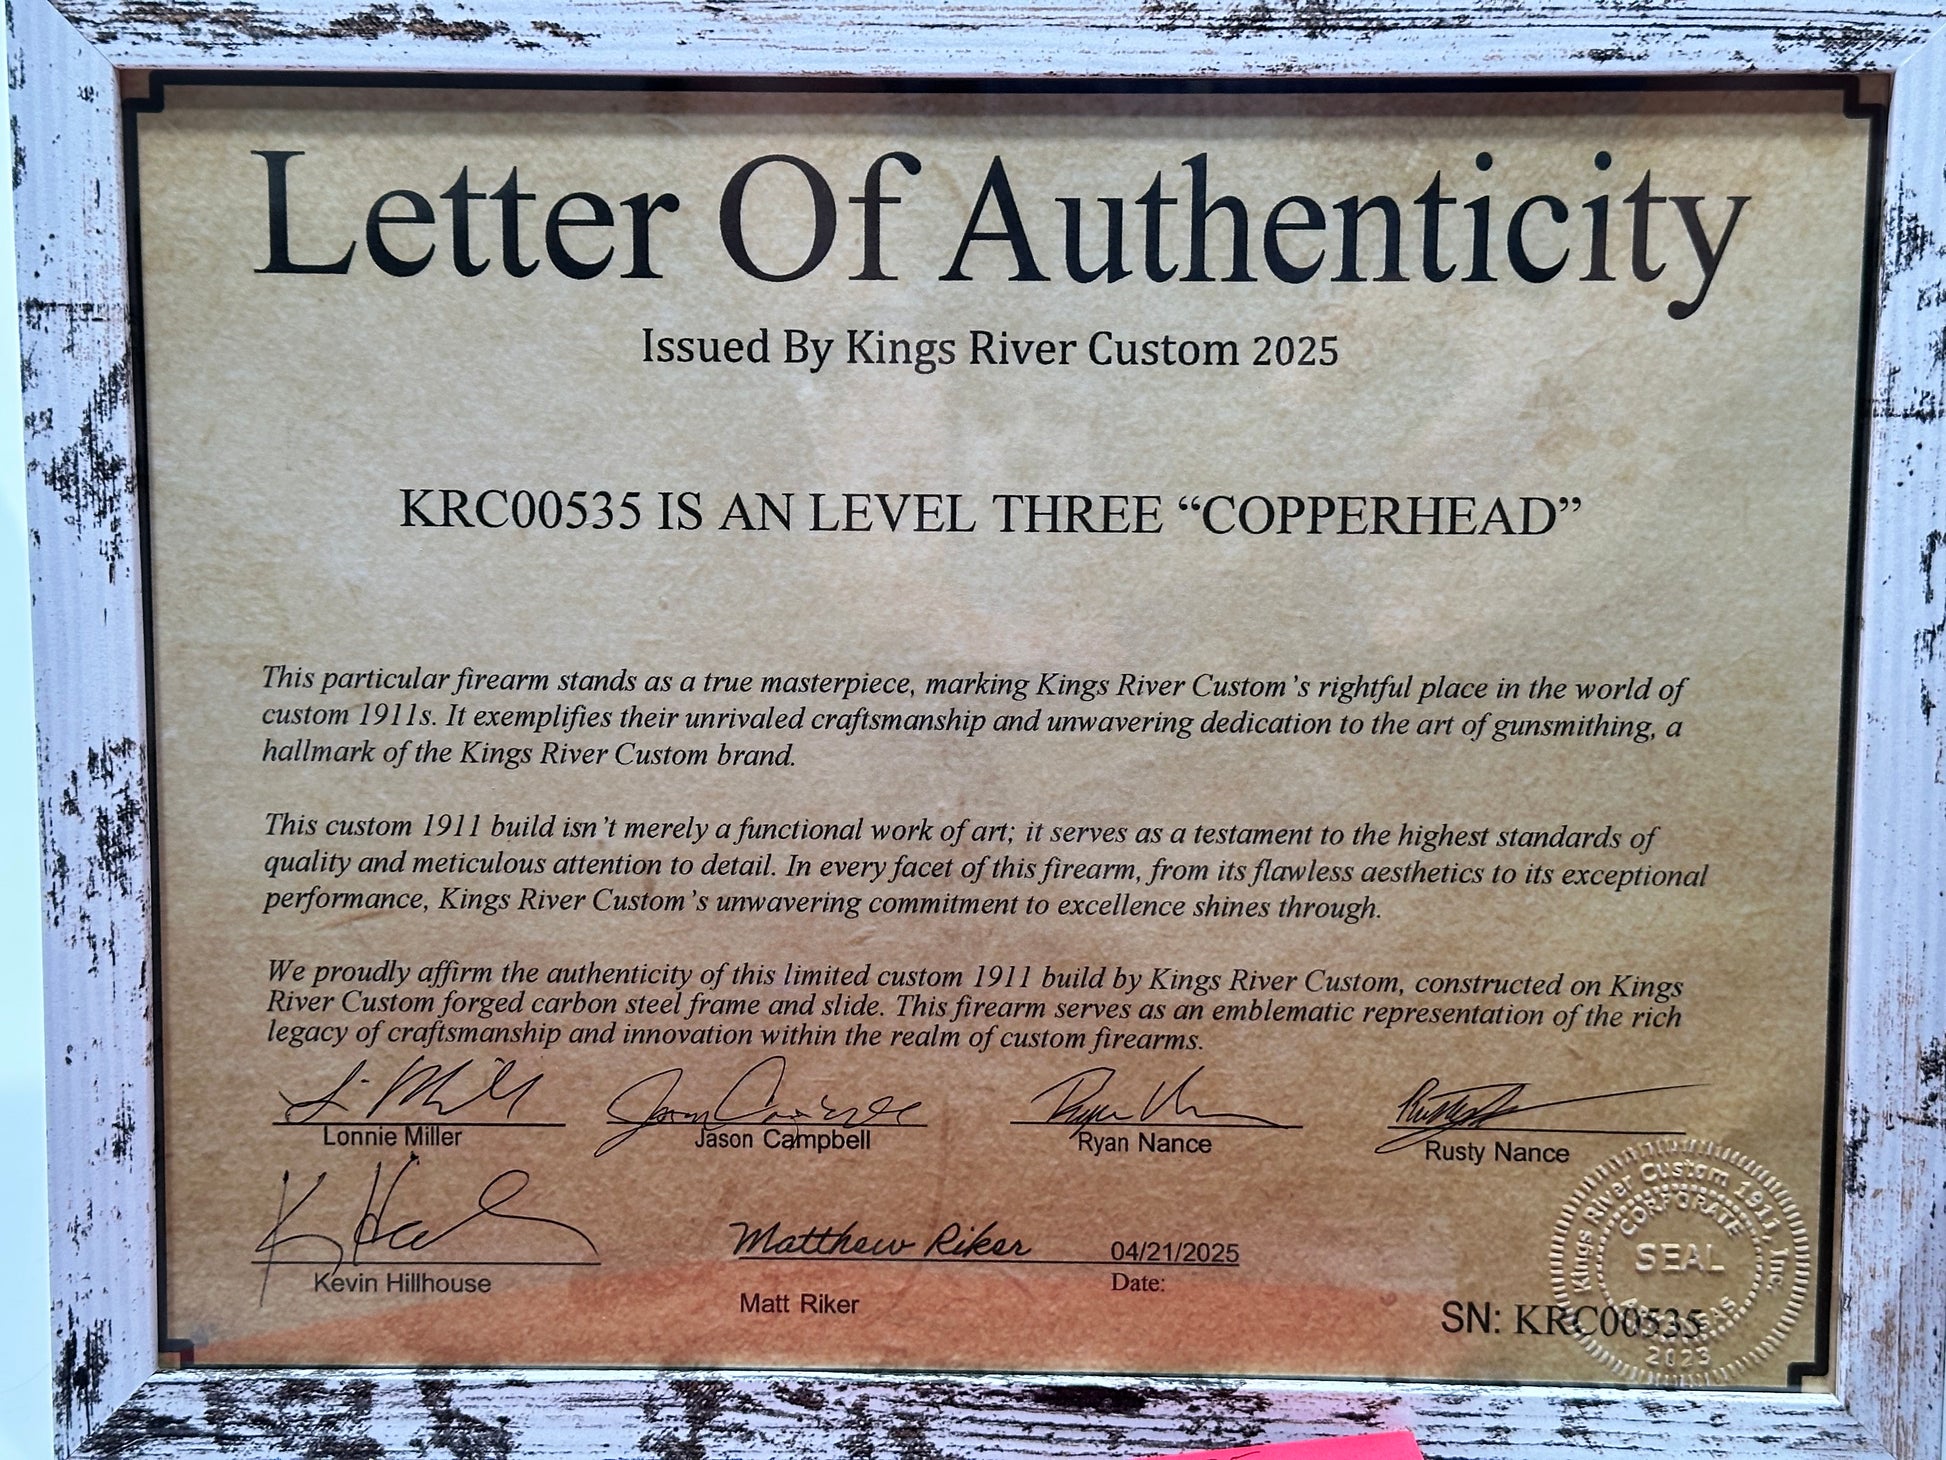 Letter Of Authenticity
Issued By Kings River Custom 2025
KRC00535 IS AN LEVEL THREE “COPPERHEAD”
This particular firearm stands as a true masterpiece, marking Kings River Custom’s rightful place in the world of
custom 1911s. It exemplifies their unrivaled craftsmanship and unwavering dedication to the art of gunsmithing, a
hallmark of the Kings River Custom brand.
This custom 1911 build isn’t merely a functional work of art; it serves as a testament to the highest standards of
quality and meticulous attention to detail. In every facet of this firearm, from its flawless aesthetics to its exceptional
performance, Kings River Custom’s unwavering commitment to excellence shines through.
We proudly affirm the authenticity of this limited custom 1911 build by Kings River Custom, constructed on Kings
River Custom forged carbon steel frame and slide. This firearm serves as an emblematic representation of the rich
legacy of craftsmanship and innovation within the realm of custom firearms.
Lonnie Miller Jason Campbell Ryan Nance Rusty Nance
Matthew Riker 04/21/2025
Kevin Hillhouse Date:
Matt Riker
SN: KRC00535
Kings River Custom 1911, Inc.
CORPORATE
SEAL
2023